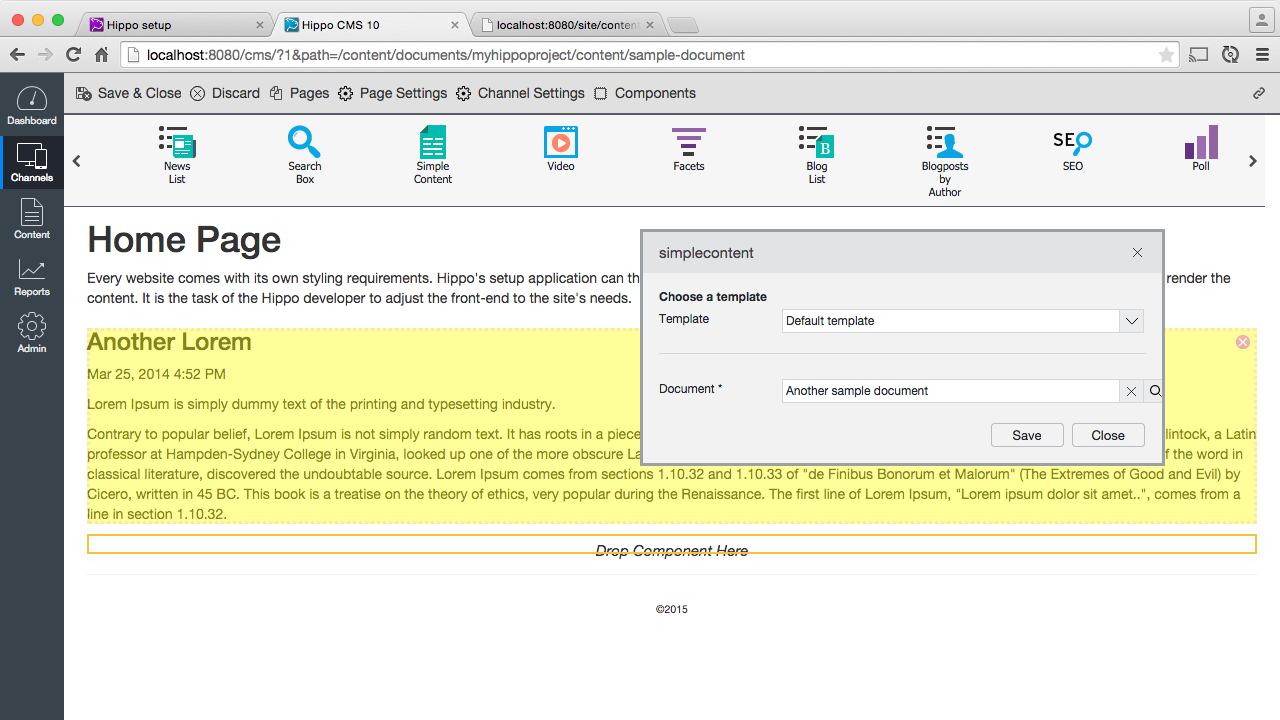 Hippo setup
Hippo CMS 10
localhost:8080/site/conten
localhost:8080/cms/?1&path=/content/documents/myhippoproject/content/sample-document
Save & Close
Discard
Pages
Page Settings
Channel Settings
Components
Dashboard
Channels
Content
Reports
Admin
News
List
Search
Box
Simple
Content
Video
Facets
B
Blog
List
Blogposts
by
Author
SEO
SEO
Poll
Home Page
Every website comes with its own styling requirements. Hippo's setup application can th
render the
content. It is the task of the Hippo developer to adjust the front-end to the site's needs.
simplecontent
Choose a template
Template
Default template
Document *
Another sample document
Save
Close
Another Lorem
Mar 25, 2014 4:52 PM
Lorem Ipsum is simply dummy text of the printing and typesetting industry.
Contrary to popular belief, Lorem Ipsum is not simply random text. It has roots in a piece
lintock, a Latin
professor at Hampden-Sydney College in Virginia, looked up one of the more obscure La
of the word in
classical literature, discovered the undoubtable source. Lorem Ipsum comes from sections 1.10.32 and 1.10.33 of "de Finibus Bonorum et Malorum" (The Extremes of Good and Evil) by
Cicero, written in 45 BC. This book is a treatise on the theory of ethics, very popular during the Renaissance. The first line of Lorem Ipsum, "Lorem ipsum dolor sit amet..", comes from a
line in section 1.10.32.
Drop Component Here
©2015